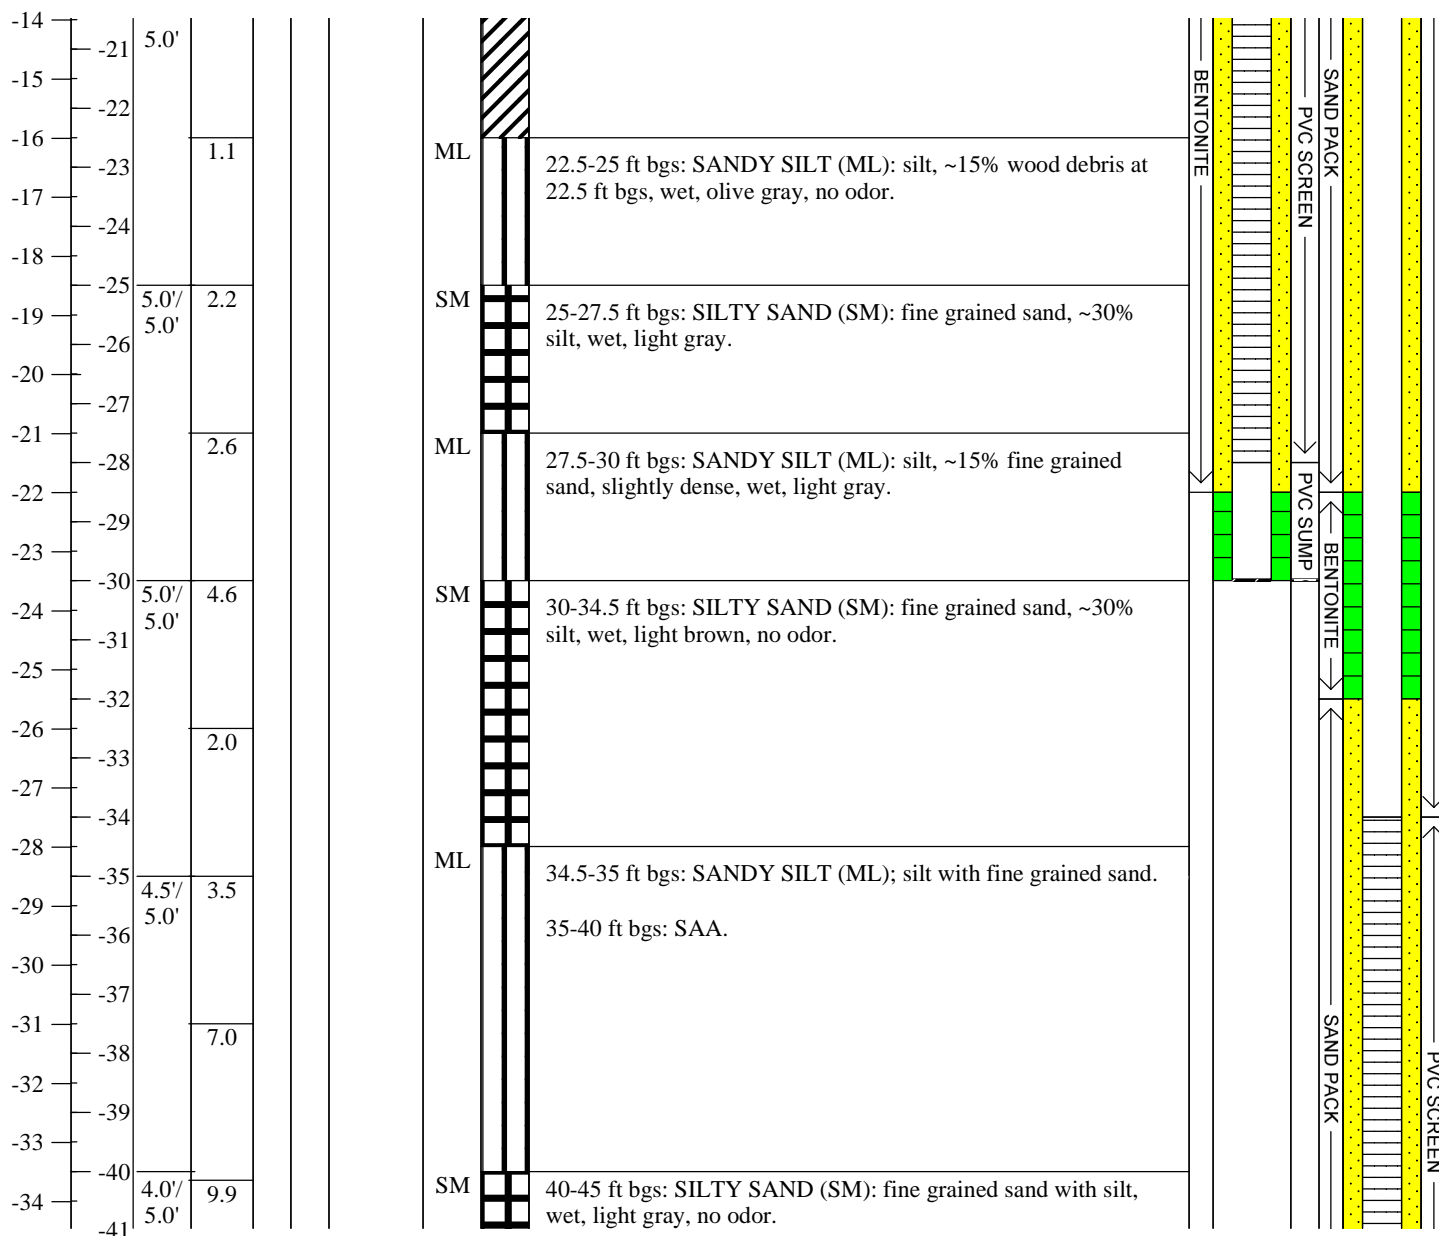 -14
5.0'
-21
-15
-22
-16
1.1
ML
22.5-25 ft bgs: SANDY SILT (ML): silt, ~15% wood debris at
22.5 ft bgs, wet, olive gray, no odor.
-23
-17
-24
-18
-25
5.0'/
5.0'
2.2
SM
25-27.5 ft bgs: SILTY SAND (SM): fine grained sand, ~30%
silt, wet, light gray.
-19
-26
-20
-27
-21
2.6
ML
27.5-30 ft bgs: SANDY SILT (ML): silt, ~15% fine grained
sand, slightly dense, wet, light gray.
-28
-22
-29
-23
-30
5.0'/
5.0'
4.6
SM
30-34.5 ft bgs: SILTY SAND (SM): fine grained sand, ~30%
silt, wet, light brown, no odor.
-24
-31
-25
-32
-26
2.0
-33
-27
-34
-28
ML
34.5-35 ft bgs: SANDY SILT (ML); silt with fine grained sand.
-35
4.5'/
5.0'
3.5
-29
35-40 ft bgs: SAA.
-36
-30
-37
-31
7.0
-38
-32
-39
-33
-40
4.0'/
5.0'
9.9
SM
40-45 ft bgs: SILTY SAND (SM): fine grained sand with silt,
wet, light gray, no odor.
-34
-41
BENTONITE
PVC SCREEN
SAND PACK
PVC SUMP
BENTONITE
SAND PACK
PVC SCREEN